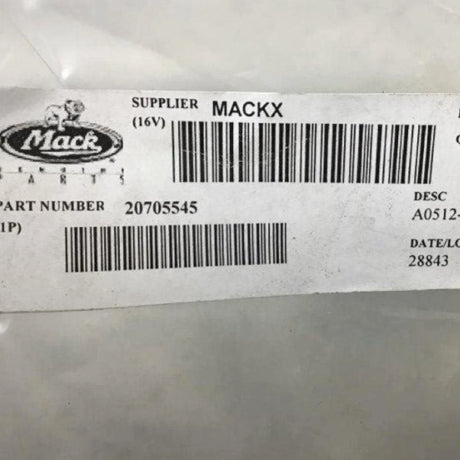 Mack
GENUINE
PARTS
SUPPLIER MACKX
(16V)
PART NUMBER 20705545
1P)
DESC
A0512-
DATE/LO
28843